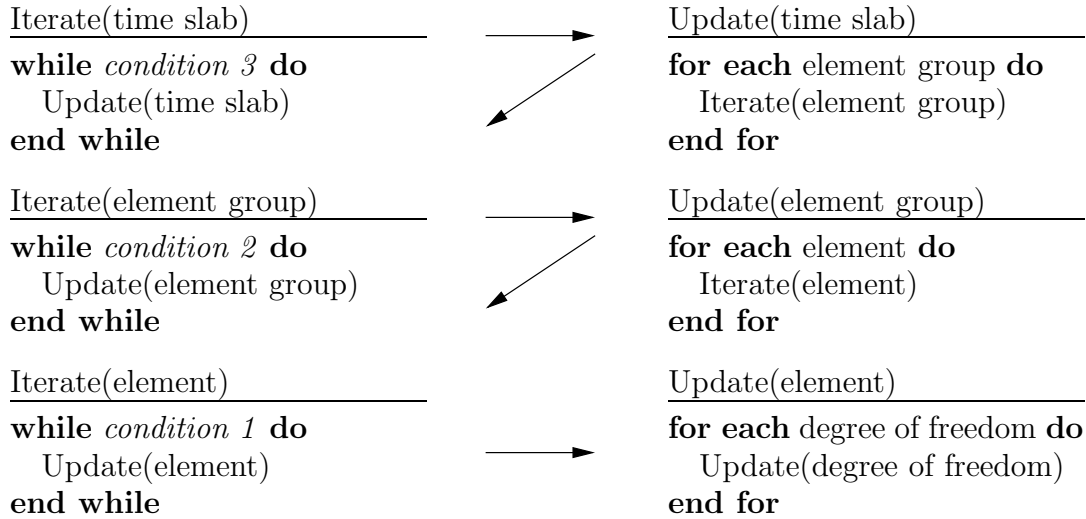 Iterate(time slab)
while condition 3 do
Update(time slab)
end while
Update(time slab)
for each element group do
Iterate(element group)
end for
Iterate(element group)
while condition 2 do
Update(element group)
end while
Update(element group)
for each element do
Iterate(element)
end for
Iterate(element)
while condition 1 do
Update(element)
end while
Update(element)
for each degree of freedom do
Update(degree of freedom)
end for